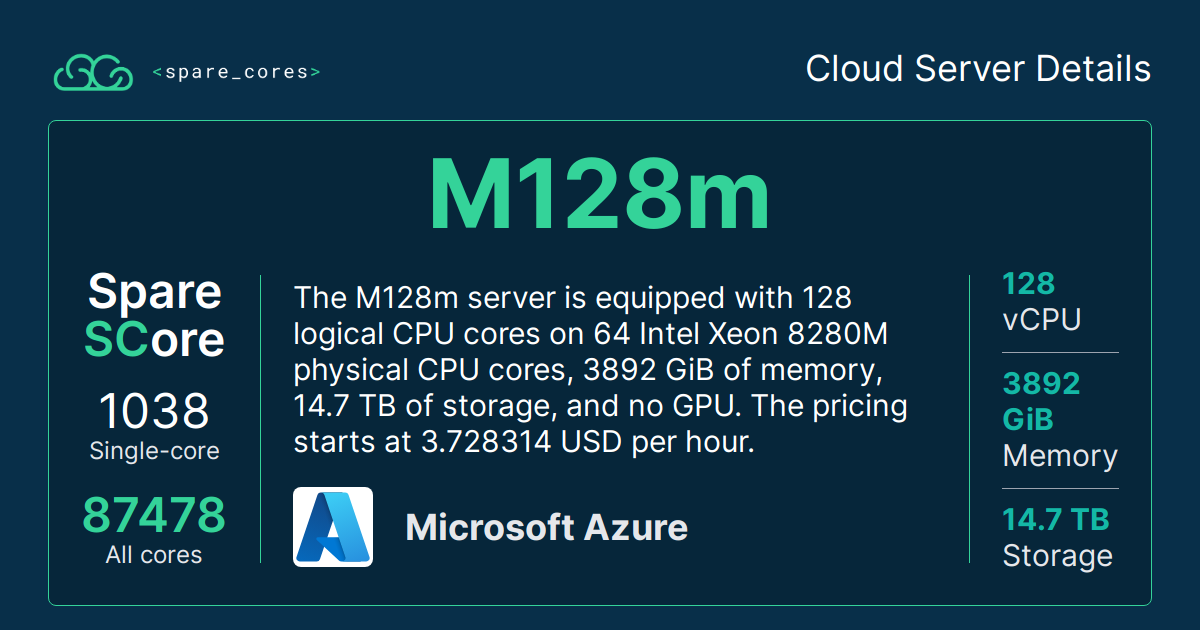 <spare_cores>
Cloud Server Details
M128m
Spare
SCore
1038
Single-core
87478
All cores
The M128m server is equipped with 128
logical CPU cores on 64 Intel Xeon 8280M
physical CPU cores, 3892 GiB of memory,
14.7 TB of storage, and no GPU. The pricing
starts at 3.728314 USD per hour.
Microsoft Azure
128
vCPU
3892
GiB
Memory
14.7 TB
Storage